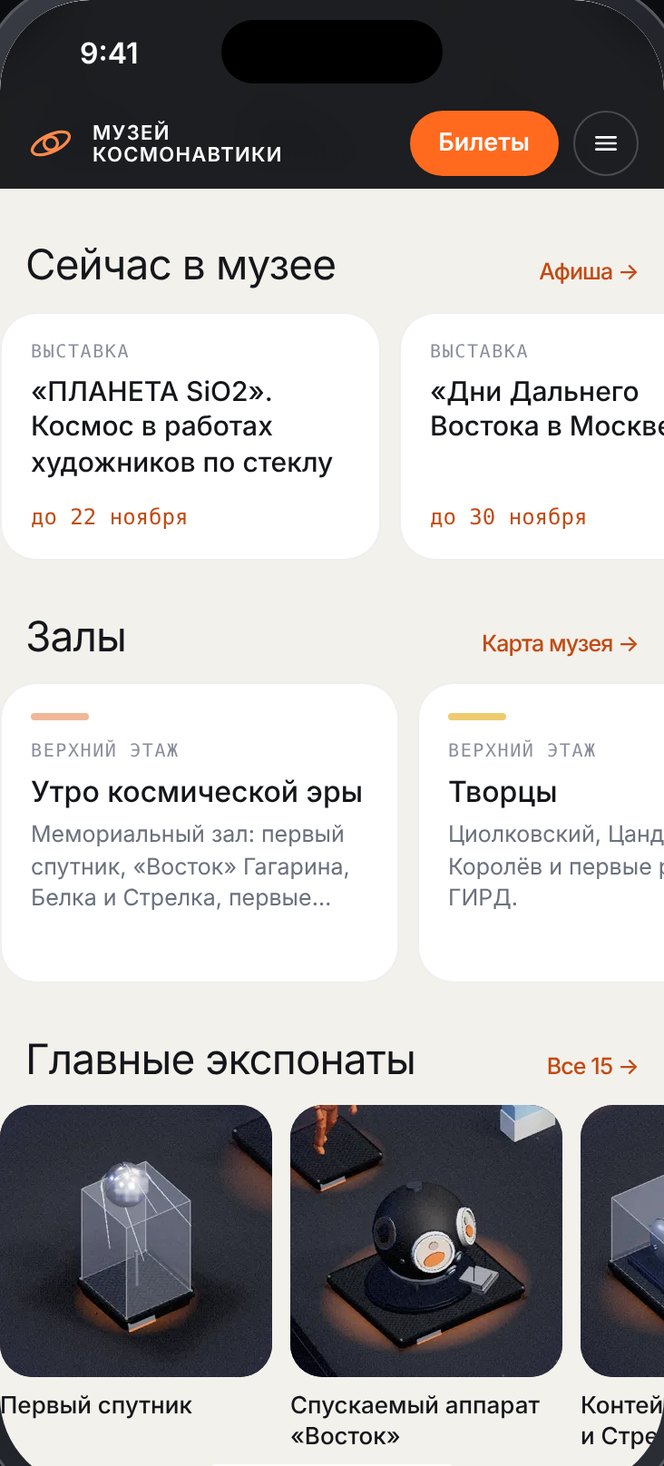 9:41
МУЗЕЙ
КОСМОНАВТИКИ
Билеты
Сейчас в музее
Афиша →
ВЫСТАВКА
«ПЛАНЕТА SiO2».
Космос в работах
художников по стеклу
до 22 ноября
ВЫСТАВКА
«Дни Дальнего
Востока в Москве
до 30 ноября
Залы
Карта музея →
ВЕРХНИЙ ЭТАЖ
Утро космической эры
Мемориальный зал: первый
спутник, «Восток» Гагарина,
Белка и Стрелка, первые...
ВЕРХНИЙ ЭТАЖ
Творцы
Циолковский, Цанд
Королёв и первые р
ГИРД.
Главные экспонаты
Все 15 →
Первый спутник
Спускаемый аппарат
«Восток»
Контей
и Стре